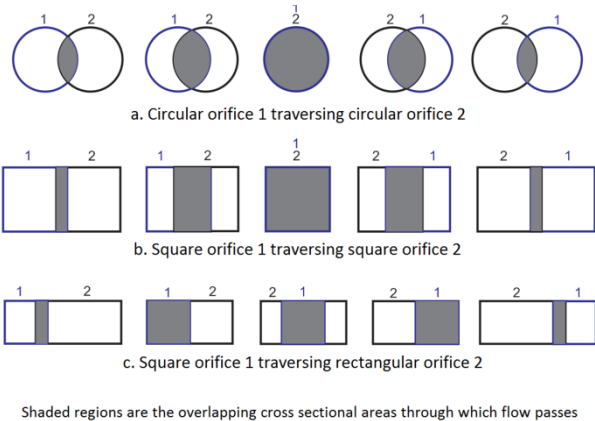 1 2 1 2 1 2 2 1 2 1
a. Circular orifice 1 traversing circular orifice 2
1 2 1 2 1 2 2 1 2 1
b. Square orifice 1 traversing square orifice 2
1 2 1 2 2 1 2 1 2 1
c. Square orifice 1 traversing rectangular orifice 2
Shaded regions are the overlapping cross sectional areas through which flow passes